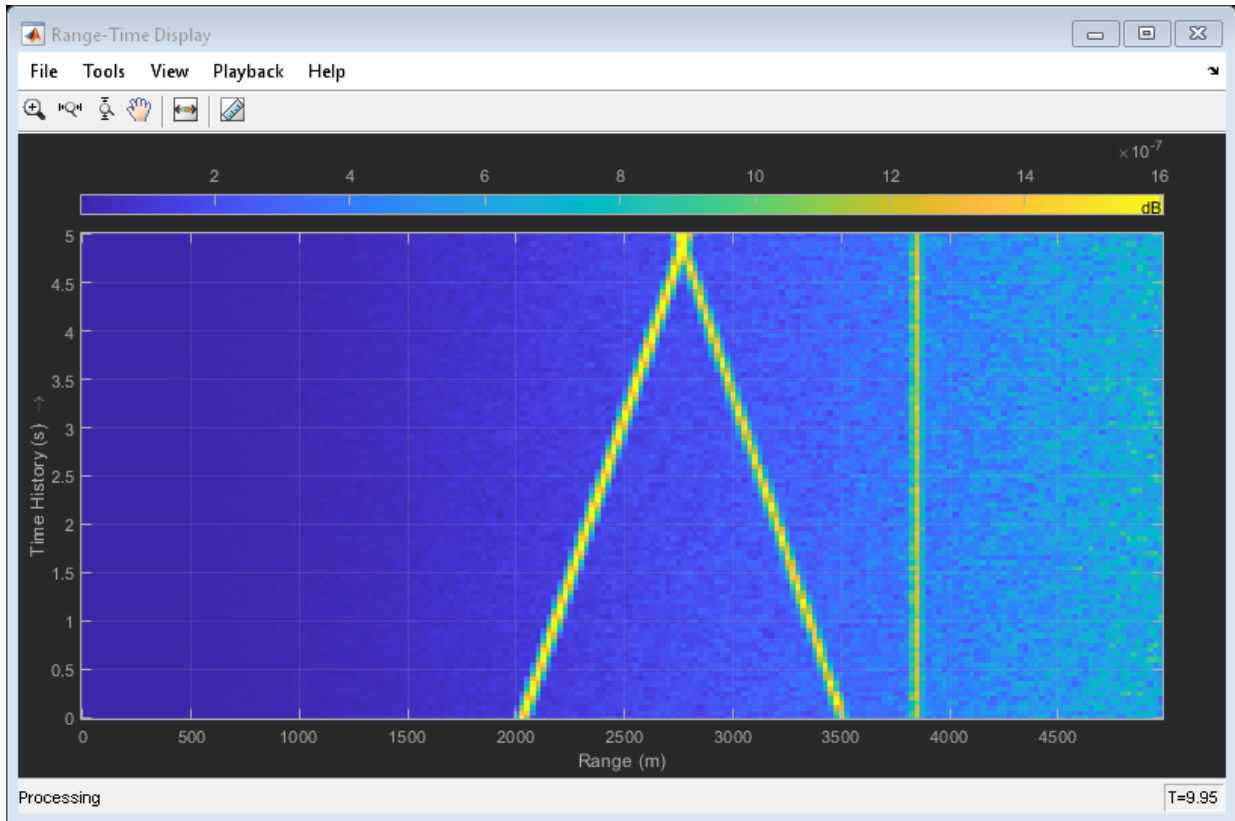 Range-Time Display
File Tools View Playback Help
×10-7
2 4 6 8 10 12 14 16
dB
5
4.5
4
3.5
3
2.5
2
1.5
1
0.5
0
Time History (s) →
0 500 1000 1500 2000 2500 3000 3500 4000 4500
Range (m)
Processing
T=9.95